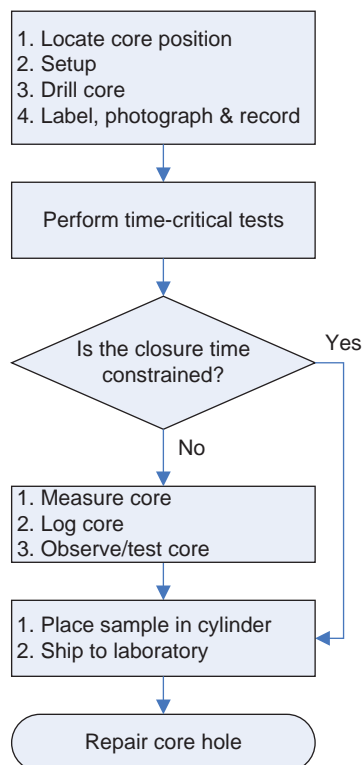 1. Locate core position
2. Setup
3. Drill core
4. Label, photograph & record
Perform time-critical tests
Is the closure time
constrained?
Yes
No
1. Measure core
2. Log core
3. Observe/test core
1. Place sample in cylinder
2. Ship to laboratory
Repair core hole